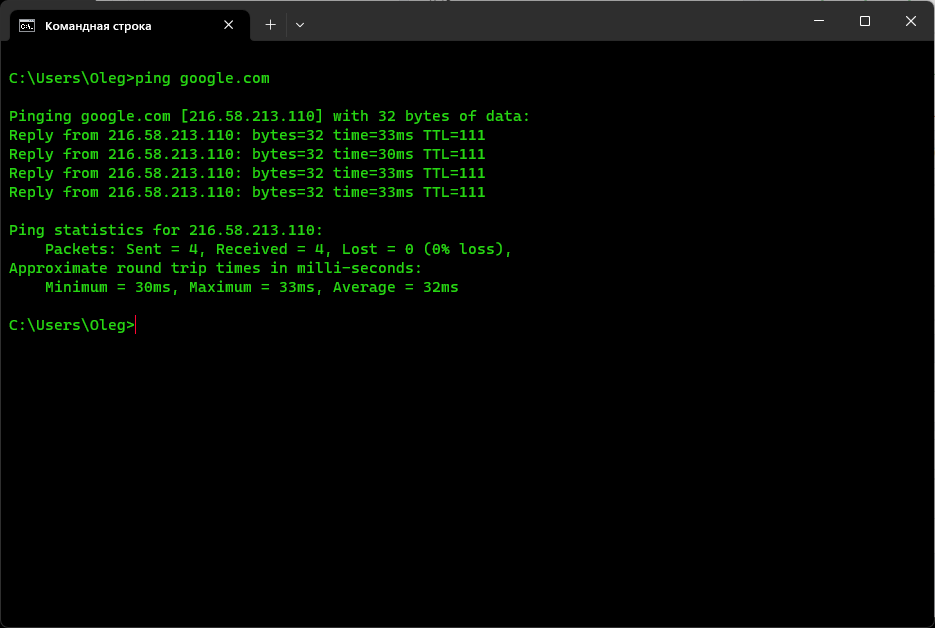 Командная строка
C:\Users\Oleg>ping google.com
Pinging google.com [216.58.213.110] with 32 bytes of data:
Reply from 216.58.213.110: bytes=32 time=33ms TTL=111
Reply from 216.58.213.110: bytes=32 time=30ms TTL=111
Reply from 216.58.213.110: bytes=32 time=33ms TTL=111
Reply from 216.58.213.110: bytes=32 time=33ms TTL=111
Ping statistics for 216.58.213.110:
Packets: Sent = 4, Received = 4, Lost = 0 (0% loss),
Approximate round trip times in milli-seconds:
Minimum = 30ms, Maximum = 33ms, Average = 32ms
C:\Users\Oleg>